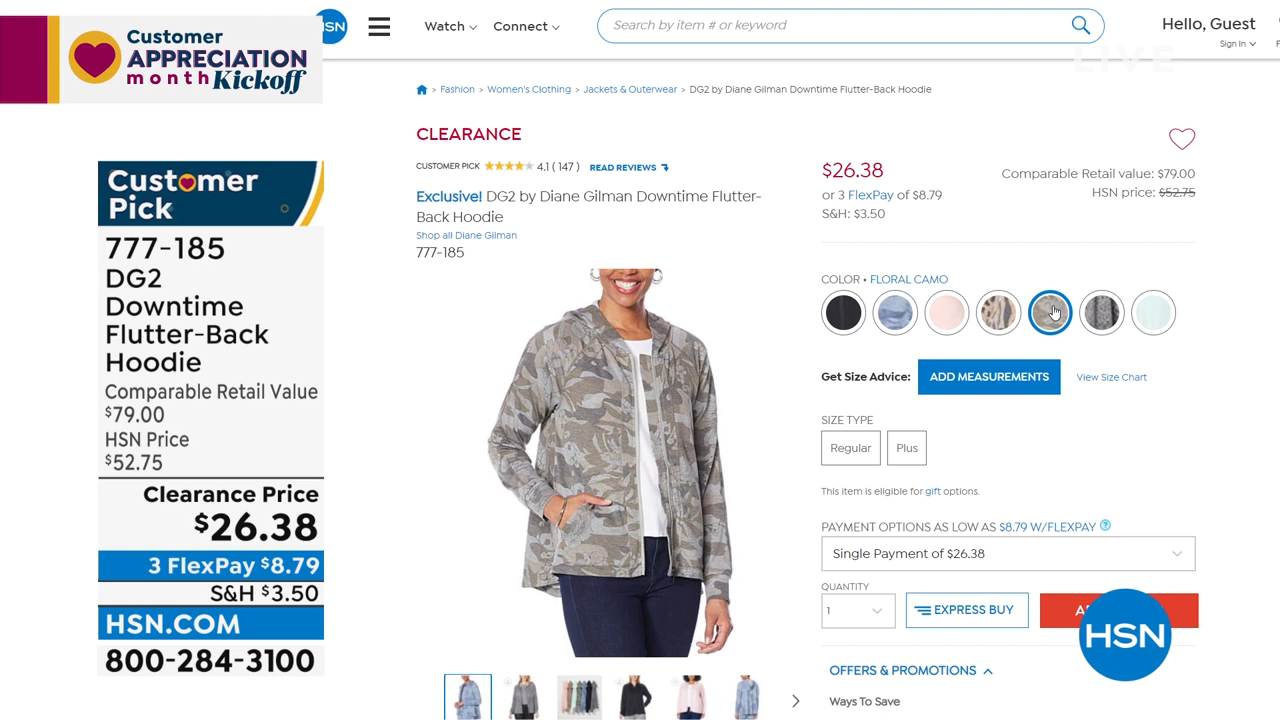 Customer
APPRECIATION
month Kickoff
HSN
Watch
Connect
Search by item # or keyword
Hello, Guest
Sign In
LIVE
Fashion > Women's Clothing > Jackets & Outerwear > DG2 by Diane Gilman Downtime Flutter-Back Hoodie
Customer
Pick
777-185
DG2
Downtime
Flutter-Back
Hoodie
Comparable Retail Value
$79.00
HSN Price
$52.75
Clearance Price
$26.38
3 FlexPay $8.79
S&H $3.50
HSN.COM
800-284-3100
CLEARANCE
CUSTOMER PICK 4.1 ( 147 ) READ REVIEWS
Exclusive! DG2 by Diane Gilman Downtime Flutter-
Back Hoodie
Shop all Diane Gilman
777-185
$26.38
or 3 FlexPay of $8.79
S&H: $3.50
Comparable Retail value: $79.00
HSN price: $52.75
COLOR • FLORAL CAMO
Get Size Advice: ADD MEASUREMENTS View Size Chart
SIZE TYPE
Regular Plus
This item is eligible for gift options.
PAYMENT OPTIONS AS LOW AS $8.79 W/FLEXPAY ?
Single Payment of $26.38
QUANTITY
1
EXPRESS BUY
HSN
OFFERS & PROMOTIONS
Ways To Save